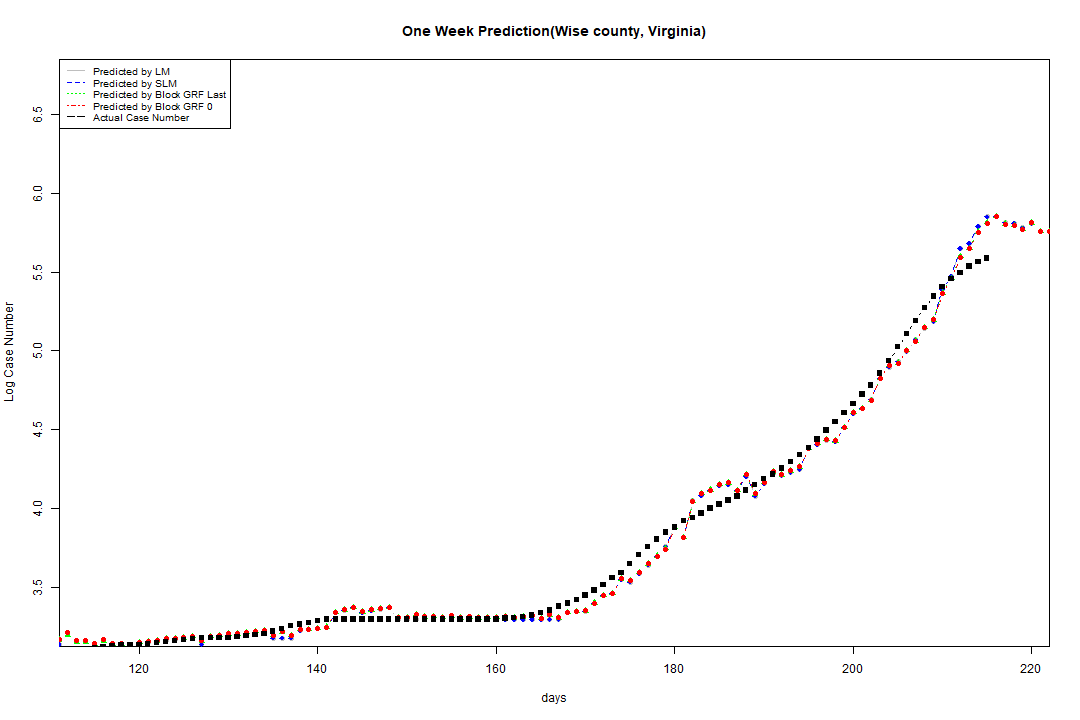 One Week Prediction(Wise county, Virginia)
Predicted by LM
Predicted by SLM
Predicted by Block GRF Last
Predicted by Block GRF 0
Actual Case Number
6.5
6.0
5.5
5.0
4.5
4.0
3.5
Log Case Number
120 140 160 180 200 220
days